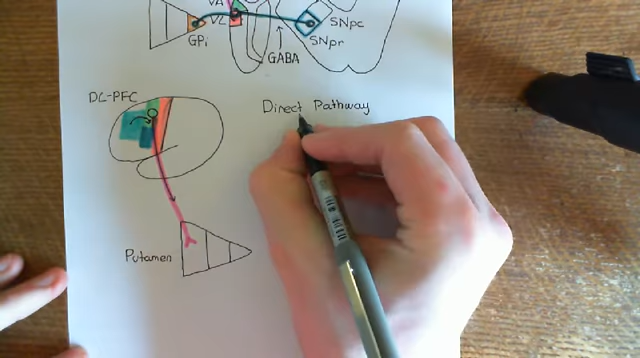 VA
VL
GPi
SNpc
SNpr
GABA
DL-PFC
Direct Pathway
Putamen